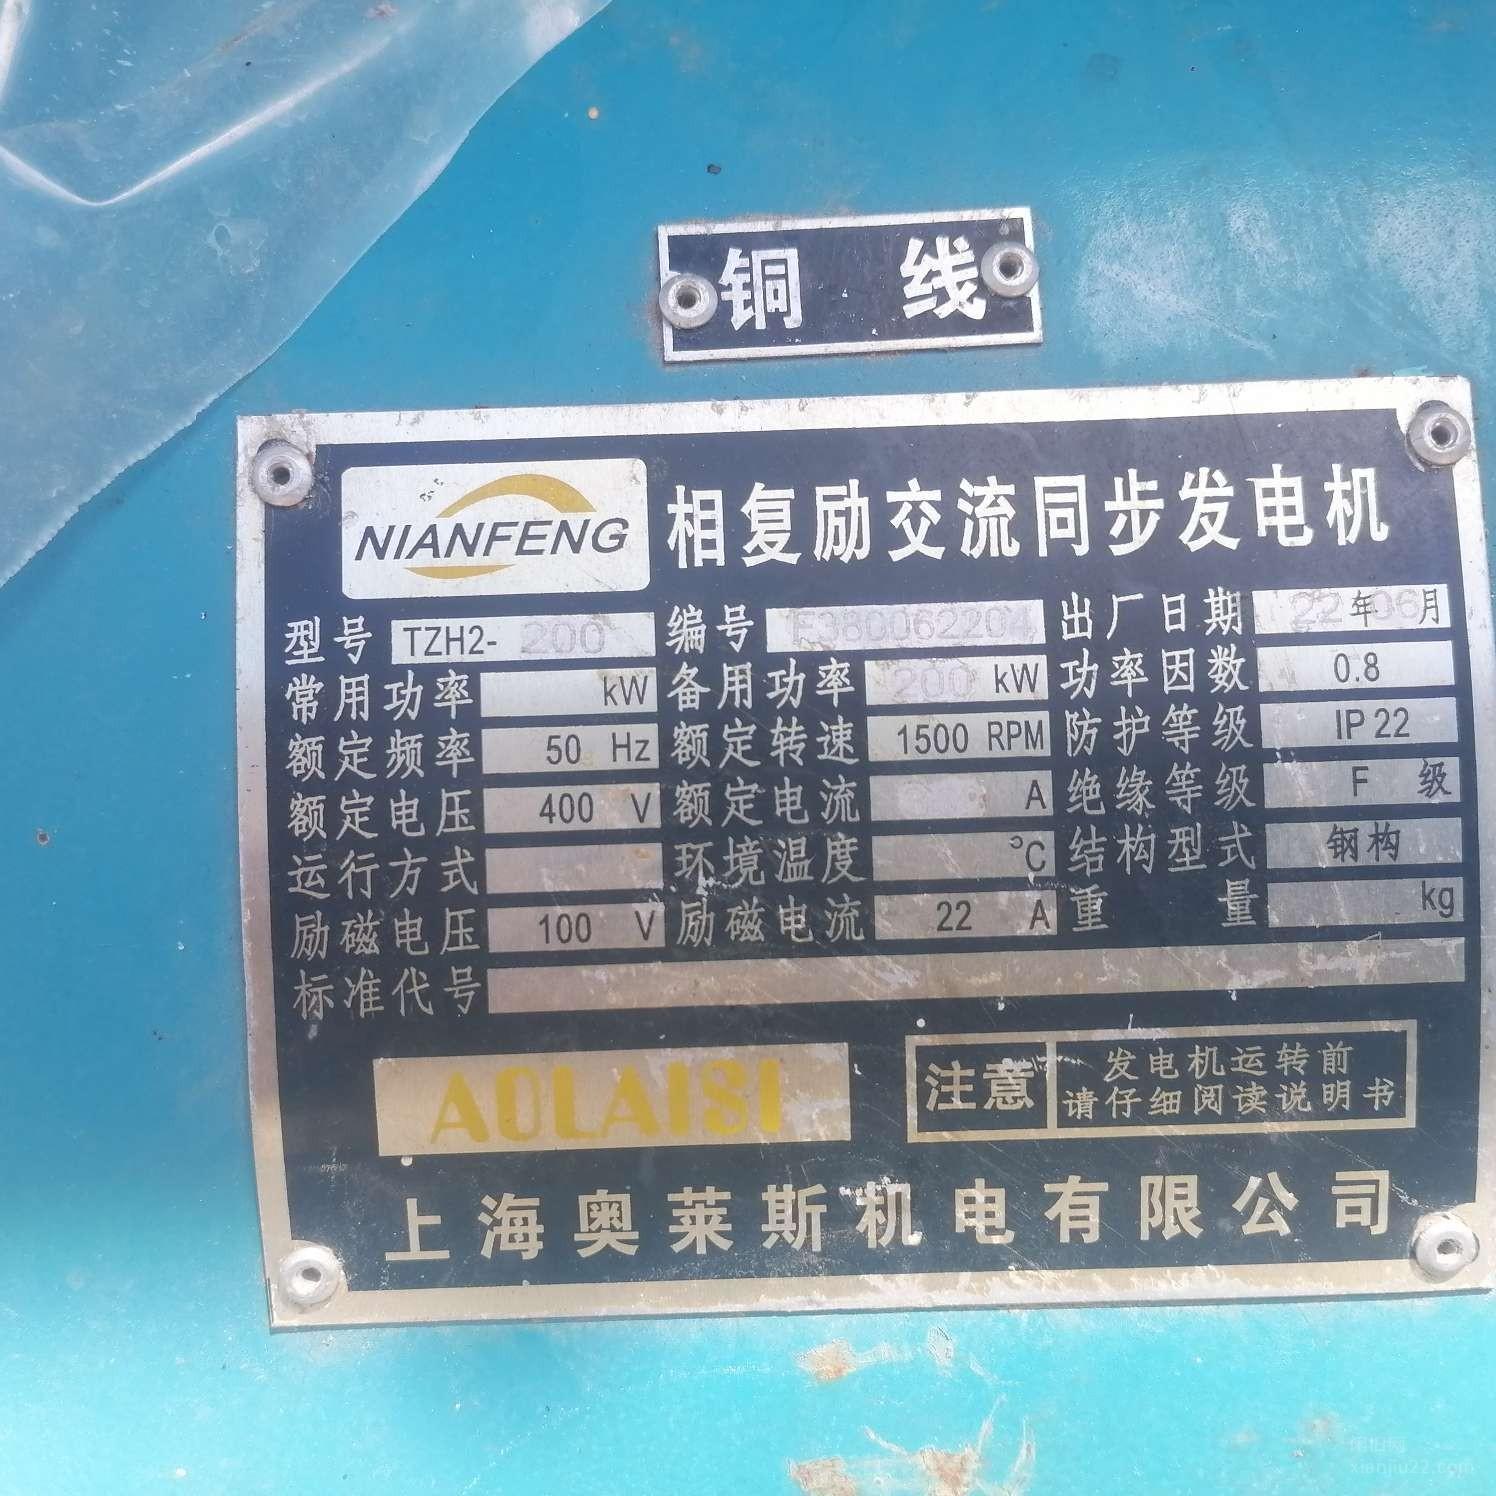 铜 线
NIANFENG 相复励交流同步发电机
型号 TZH2-200 编号 出厂日期 22年06月
常用功率 kW 备用功率 200 kW 功率因数 0.8
额定频率 50 Hz 额定转速 1500 RPM 防护等级 IP 22
额定电压 400 V 额定电流 A 绝缘等级 F 级
运行方式 环境温度 ℃ 结构型式 钢构
励磁电压 100 V 励磁电流 22 A 重量 kg
标准代号
AOLAISI 注意 发电机运转前
请仔细阅读说明书
上海奥莱斯机电有限公司
闲旧网
xianjiu22.com